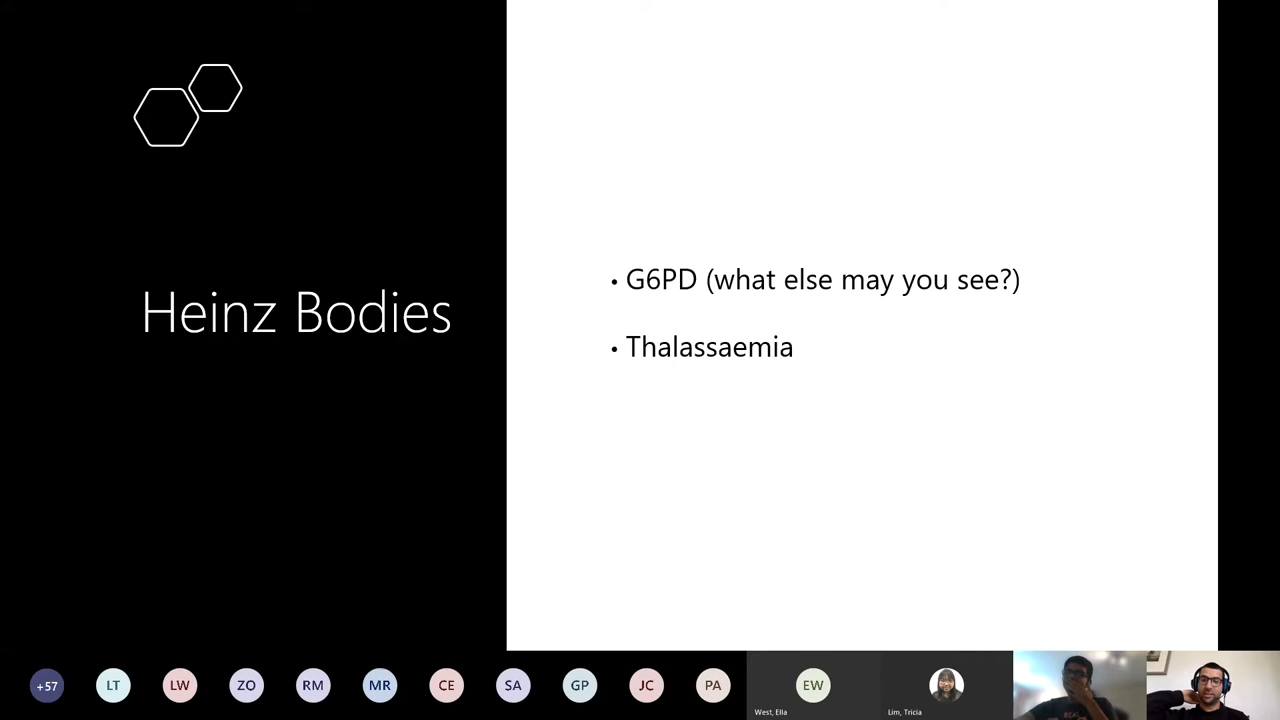 Heinz Bodies
• G6PD (what else may you see?)
• Thalassaemia
+57 LT LW ZO RM MR CE SA GP JC PA EW
West, Ella Lim, Tricia